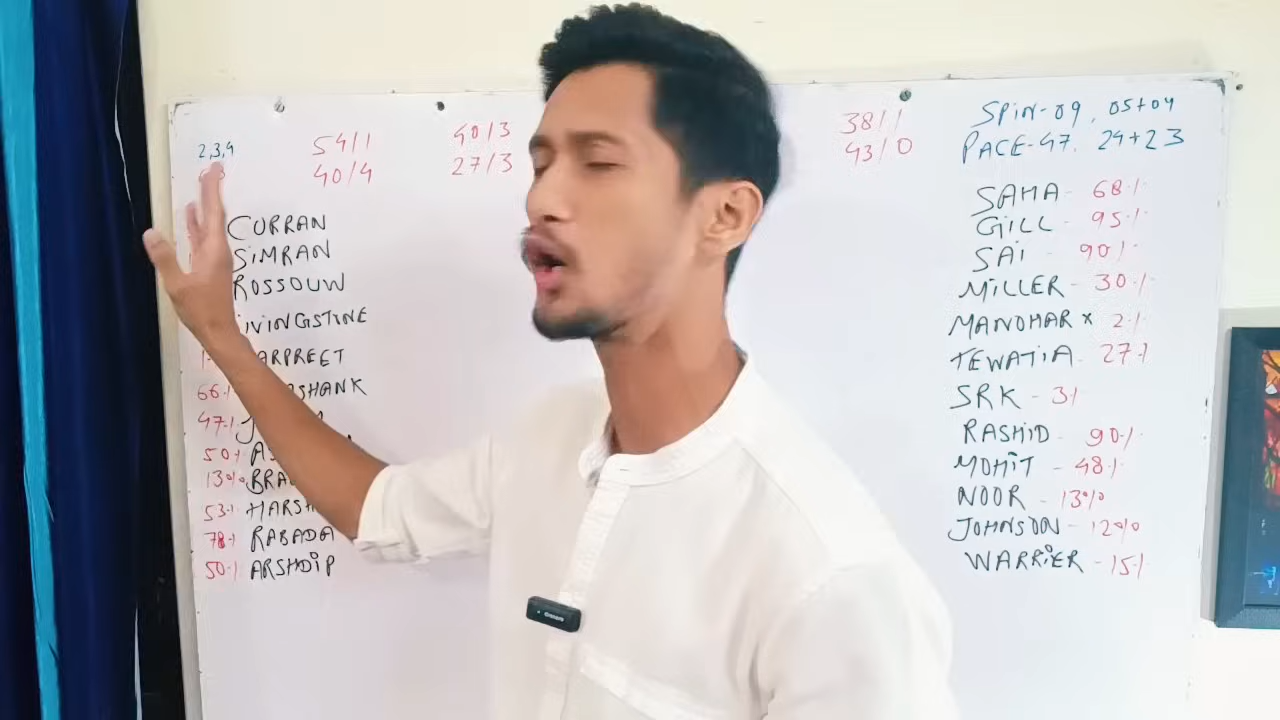 2,3,4
54/1
40/4
40/3
27/3
38/1
43/0
SPIN-09, 05+04
PACE-47. 24+23
CURRAN
SIMRAN
ROSSOUW
66%
47%
50%
13% BRA
53% HARSH
78% RABADA
50% ARSHDIP
SAHA - 68%
GILL - 95%
SAI - 90%
MILLER - 30%
MANOHAR x 2%
TEWATIA - 27%
SRK - 3%
RASHID - 90%
MOHIT - 48%
NOOR - 13%
JOHNSON - 12%
WARRIER - 15%